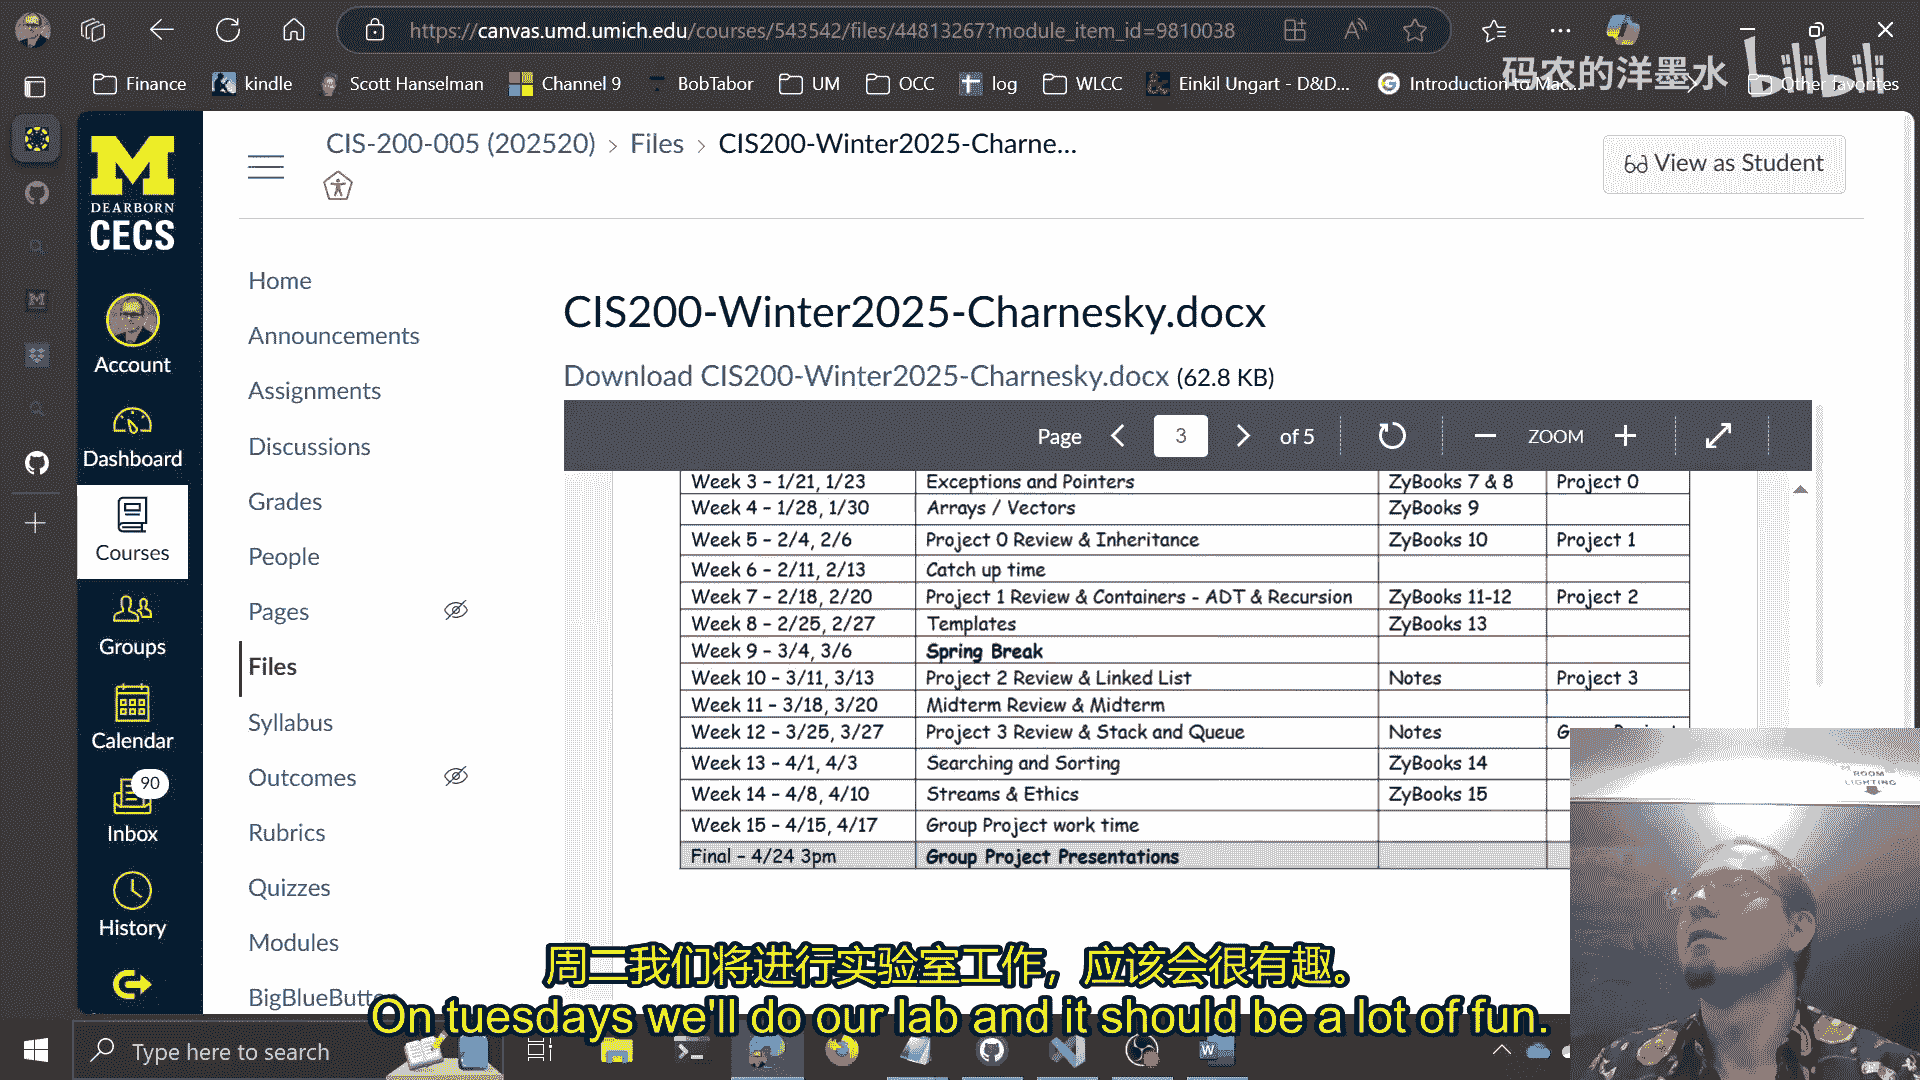 https://canvas.umd.umich.edu/courses/543542/files/44813267?module_item_id=9810038
码农的洋墨水
bilibili
Finance
kindle
Scott Hanselman
Channel 9
BobTabor
UM
OCC
log
WLCC
Einkil Ungart - D&D...
Introduction to Mac...
Other favorites
M
DEARBORN
CECS
Account
Dashboard
Courses
Groups
Calendar
90
Inbox
History
CIS-200-005 (202520) › Files › CIS200-Winter2025-Charne...
View as Student
Home
Announcements
Assignments
Discussions
Grades
People
Pages
Files
Syllabus
Outcomes
Rubrics
Quizzes
Modules
BigBlueButton
CIS200-Winter2025-Charnesky.docx
Download CIS200-Winter2025-Charnesky.docx (62.8 KB)
Page 3 of 5 ZOOM
Week 3 – 1/21, 1/23 Exceptions and Pointers ZyBooks 7 & 8 Project 0
Week 4 – 1/28, 1/30 Arrays / Vectors ZyBooks 9
Week 5 – 2/4, 2/6 Project 0 Review & Inheritance ZyBooks 10 Project 1
Week 6 – 2/11, 2/13 Catch up time
Week 7 – 2/18, 2/20 Project 1 Review & Containers - ADT & Recursion ZyBooks 11-12 Project 2
Week 8 – 2/25, 2/27 Templates ZyBooks 13
Week 9 – 3/4, 3/6 Spring Break
Week 10 – 3/11, 3/13 Project 2 Review & Linked List Notes Project 3
Week 11 – 3/18, 3/20 Midterm Review & Midterm
Week 12 – 3/25, 3/27 Project 3 Review & Stack and Queue Notes
Week 13 – 4/1, 4/3 Searching and Sorting ZyBooks 14
Week 14 – 4/8, 4/10 Streams & Ethics ZyBooks 15
Week 15 – 4/15, 4/17 Group Project work time
Final – 4/24 3pm Group Project Presentations
ROOM
LIGHTING
周二我们将进行实验室工作，应该会很有趣。
On tuesdays we'll do our lab and it should be a lot of fun.
Type here to search